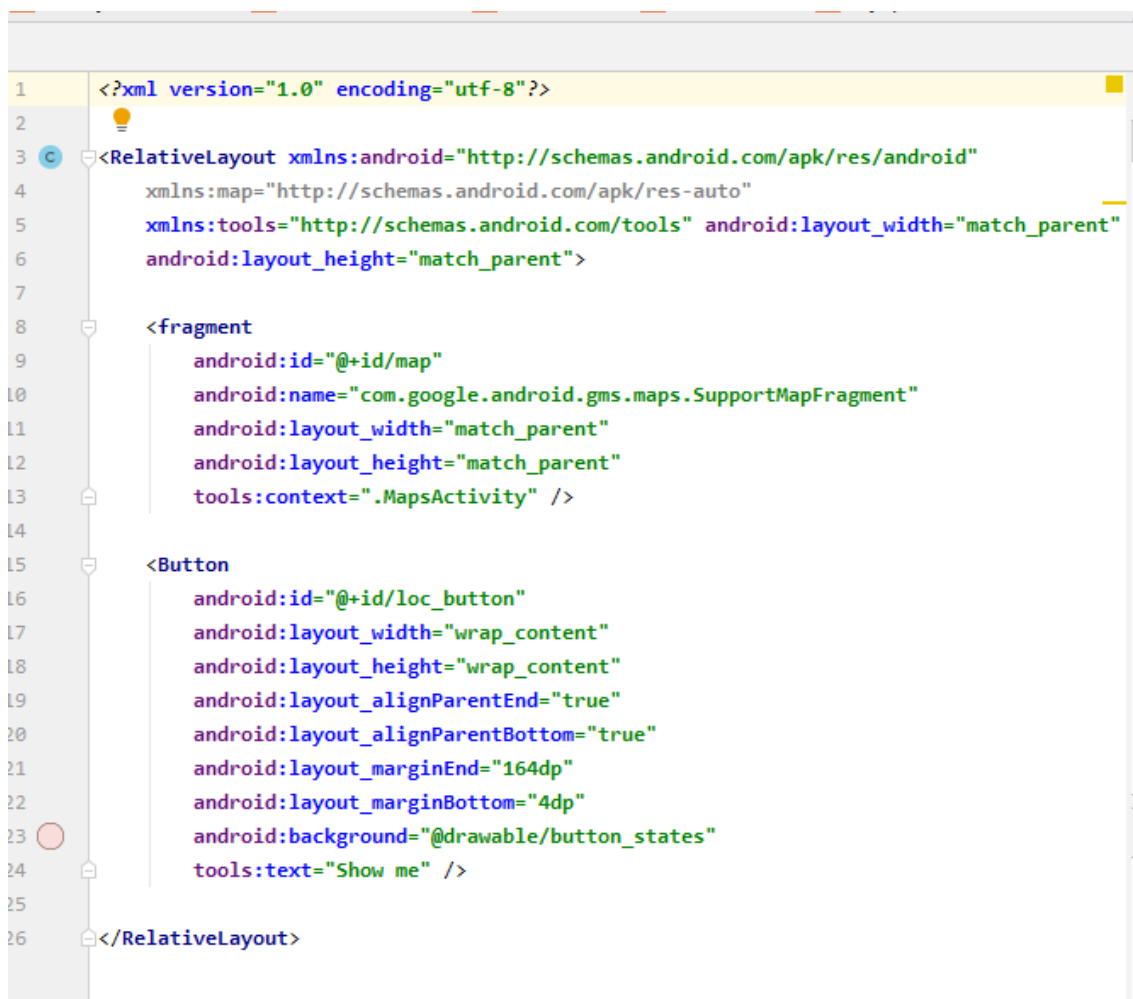 1 <?xml version="1.0" encoding="utf-8"?>
2
3 C <RelativeLayout xmlns:android="http://schemas.android.com/apk/res/android"
4 xmlns:map="http://schemas.android.com/apk/res-auto"
5 xmlns:tools="http://schemas.android.com/tools" android:layout_width="match_parent"
6 android:layout_height="match_parent">
7
8 <fragment
9 android:id="@+id/map"
10 android:name="com.google.android.gms.maps.SupportMapFragment"
11 android:layout_width="match_parent"
12 android:layout_height="match_parent"
13 tools:context=".MapsActivity" />
14
15 <Button
16 android:id="@+id/loc_button"
17 android:layout_width="wrap_content"
18 android:layout_height="wrap_content"
19 android:layout_alignParentEnd="true"
20 android:layout_alignParentBottom="true"
21 android:layout_marginEnd="164dp"
22 android:layout_marginBottom="4dp"
23 android:background="@drawable/button_states"
24 tools:text="Show me" />
25
26 </RelativeLayout>